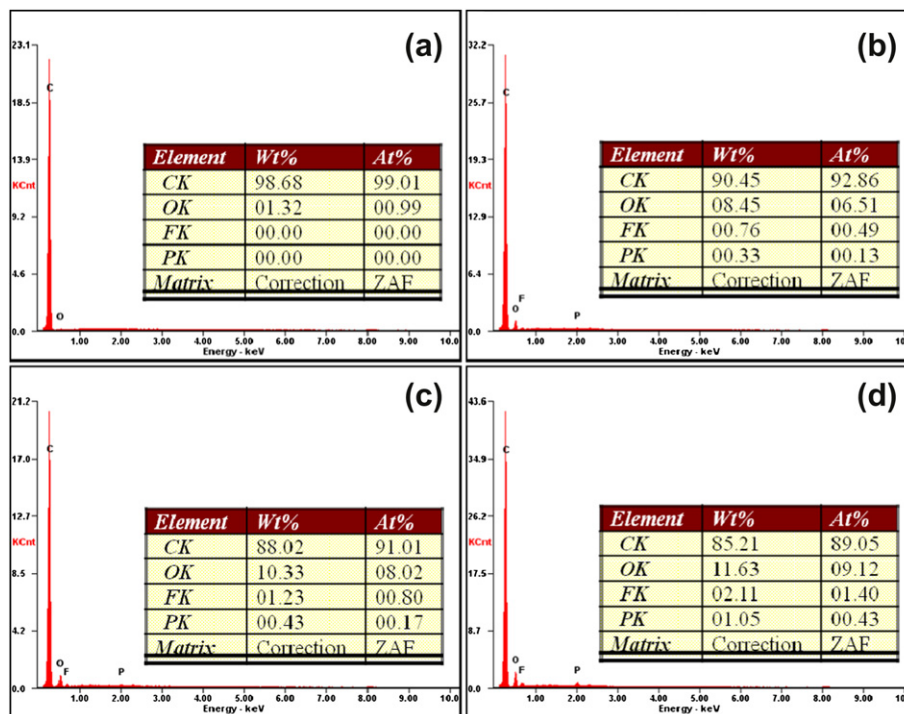 (a)
23.1
18.5
13.9
KCnt
9.2
4.6
0.0
C
O
Element Wt% At%
CK 98.68 99.01
OK 01.32 00.99
FK 00.00 00.00
PK 00.00 00.00
Matrix Correction ZAF
1.00 2.00 3.00 4.00 5.00 6.00 7.00 8.00 9.00 10.0
Energy - keV
(b)
32.2
25.7
19.3
KCnt
12.9
6.4
0.0
C
O
F
P
Element Wt% At%
CK 90.45 92.86
OK 08.45 06.51
FK 00.76 00.49
PK 00.33 00.13
Matrix Correction ZAF
1.00 2.00 3.00 4.00 5.00 6.00 7.00 8.00 9.00 10.
Energy - keV
(c)
21.2
17.0
12.7
KCnt
8.5
4.2
0.0
C
O
F
P
Element Wt% At%
CK 88.02 91.01
OK 10.33 08.02
FK 01.23 00.80
PK 00.43 00.17
Matrix Correction ZAF
1.00 2.00 3.00 4.00 5.00 6.00 7.00 8.00 9.00 10.0
Energy - keV
(d)
43.6
34.9
26.2
KCnt
17.5
8.7
0.0
C
O
F
P
Element Wt% At%
CK 85.21 89.05
OK 11.63 09.12
FK 02.11 01.40
PK 01.05 00.43
Matrix Correction ZAF
1.00 2.00 3.00 4.00 5.00 6.00 7.00 8.00 9.00 10.
Energy - keV